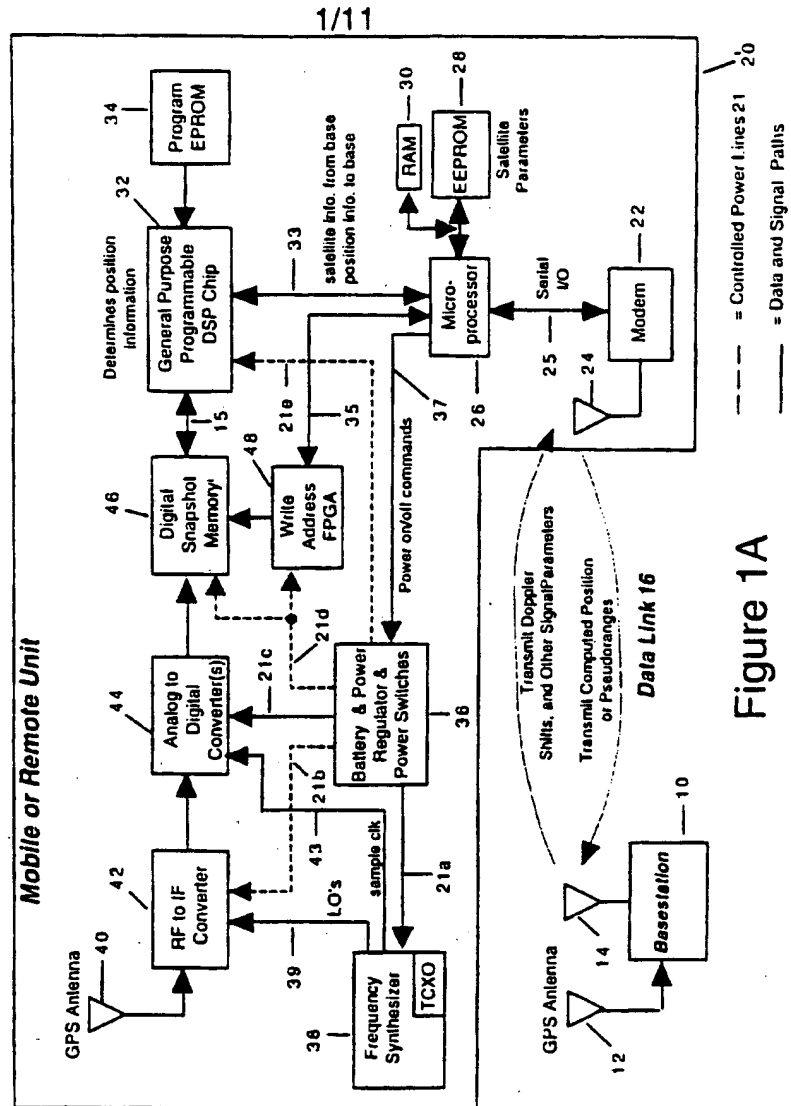 1/11
Mobile or Remote Unit
GPS Antenna
40
42
RF to IF
Converter
44
Analog to
Digital
Converter(s)
46
Digital
Snapshot
Memory
15
Determines position
Information
32
General Purpose
Programmable
DSP Chip
34
Program
EPROM
39
LO's
43
sample clk
21b
21c
21d
48
Write
Address
FPGA
35
21e
33
satellite info. from base
position info. to base
38
Frequency
Synthesizer
TCXO
21a
Battery & Power
Regulator &
Power Switches
36
Power on/off commands
37
Micro-
processor
26
RAM
30
EEPROM
28
Satellite
Parameters
25
Serial
I/O
24
Modem
22
20
GPS Antenna
12
14
Basestation
10
Transmit Doppler
Shifts, and Other Signal Parameters
Transmit Computed Position
or Pseudoranges
Data Link 16
= Controlled Power Lines 21
= Data and Signal Paths
Figure 1A